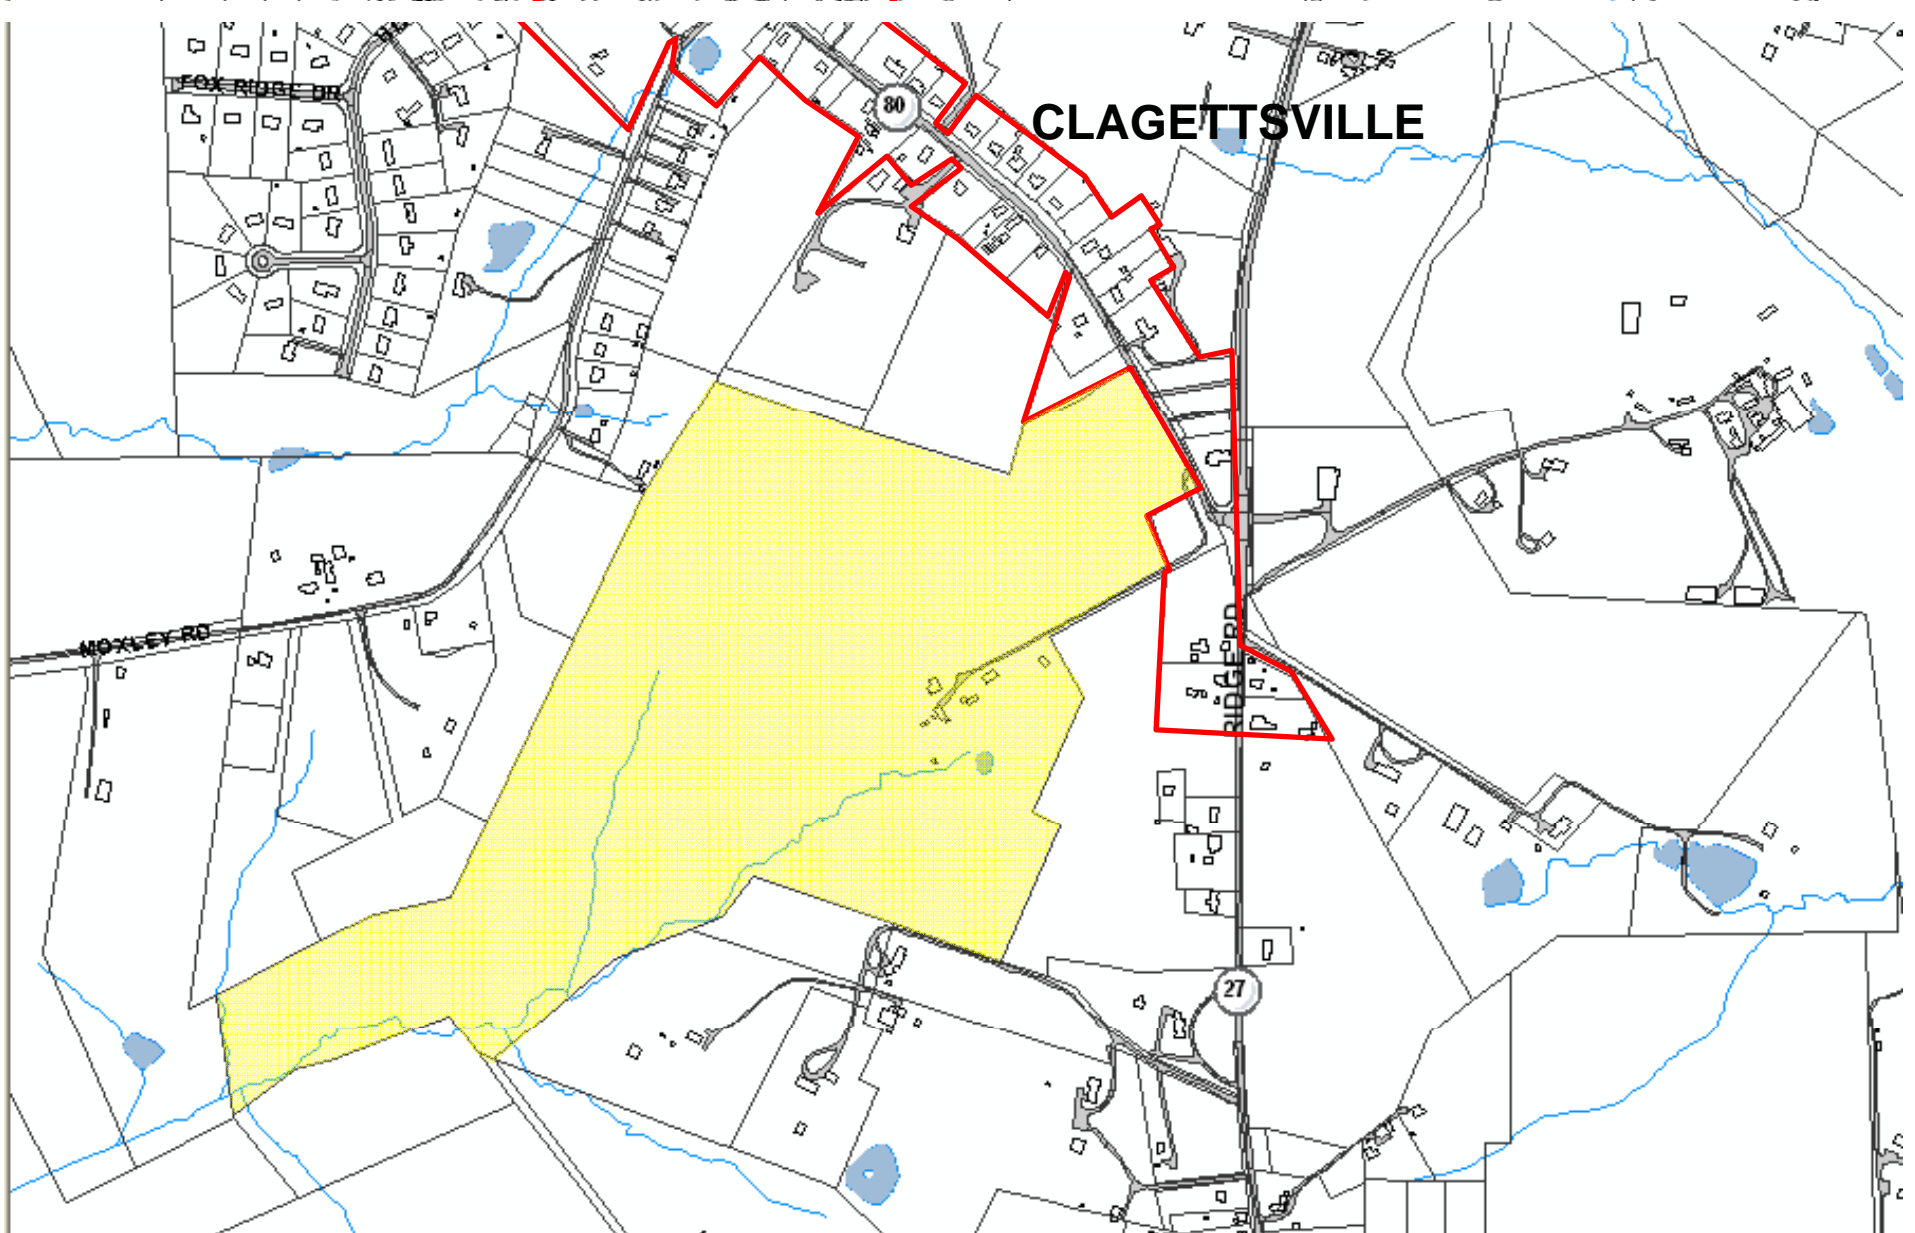 FOX RIDGE DR
80
CLAGETTSVILLE
MOXLEY RD
RIDGE RD
27